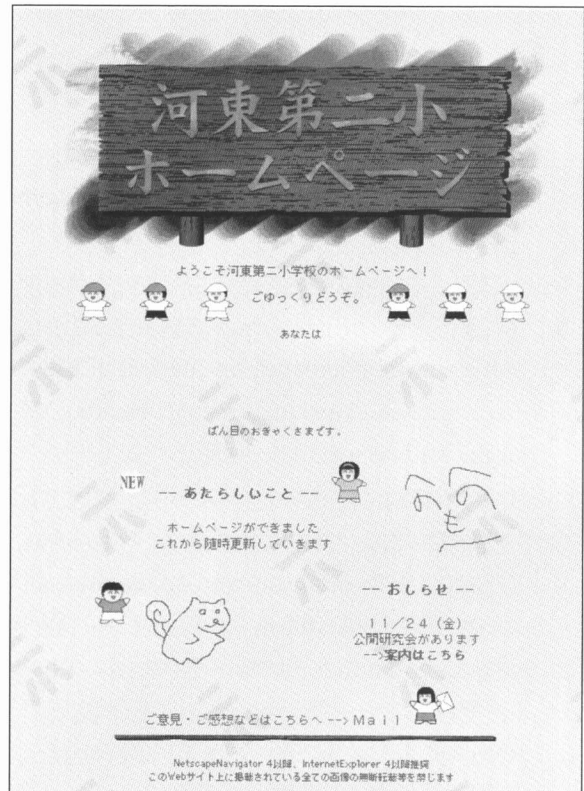 河東第二小
ホームページ
ようこそ河東第二小学校のホームページへ！
ごゆっくりどうぞ。
あなたは
ばん目のおきゃくさまです。
NEW
-- あたらしいこと --
ホームページができました
これから随時更新していきます
へのへの
も
-- おしらせ --
１１／２４（金）
公開研究会があります
-->案内はこちら
ご意見・ご感想などはこちらへ --> Mail
NetscapeNavigator 4以降、InternetExplorer 4以降推奨
このWebサイト上に掲載されている全ての画像の無断転載等を禁じます